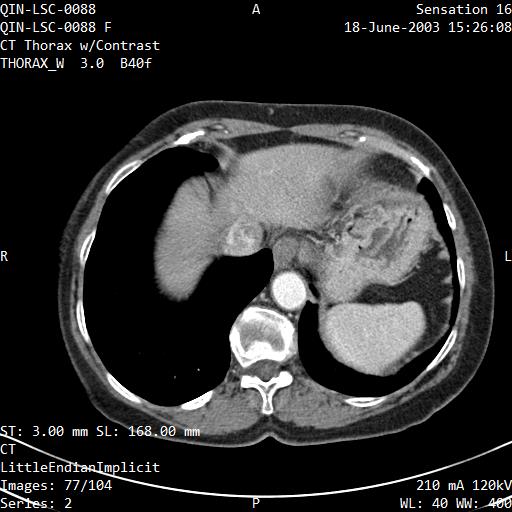 QIN-LSC-0088 A Sensation 16
QIN-LSC-0088 F 18-June-2003 15:26:08
CT Thorax w/Contrast
THORAX_W 3.0 B40f
R L
ST: 3.00 mm SL: 168.00 mm
CT
LittleEndianImplicit
Images: 77/104 210 mA 120kV
Series: 2 P WL: 40 WW: 400